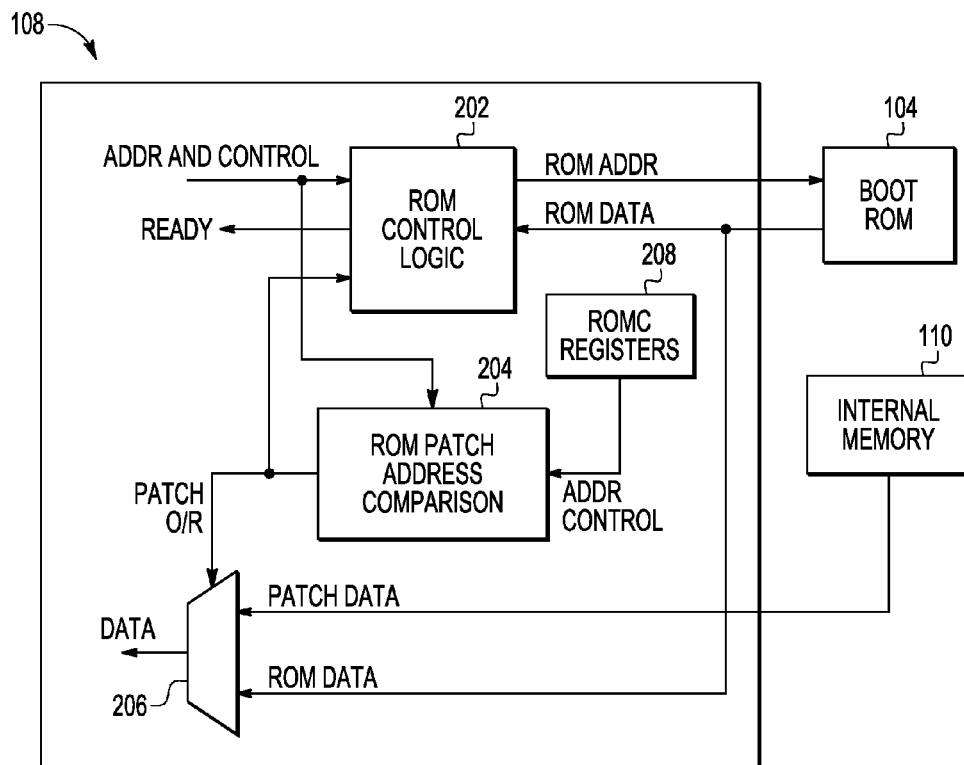 108
202
104
ADDR AND CONTROL
ROM ADDR
ROM
CONTROL
LOGIC
BOOT
ROM
READY
ROM DATA
208
ROMC
REGISTERS
110
204
INTERNAL
MEMORY
ROM PATCH
ADDRESS
COMPARISON
PATCH
O/R
ADDR
CONTROL
PATCH DATA
DATA
ROM DATA
206